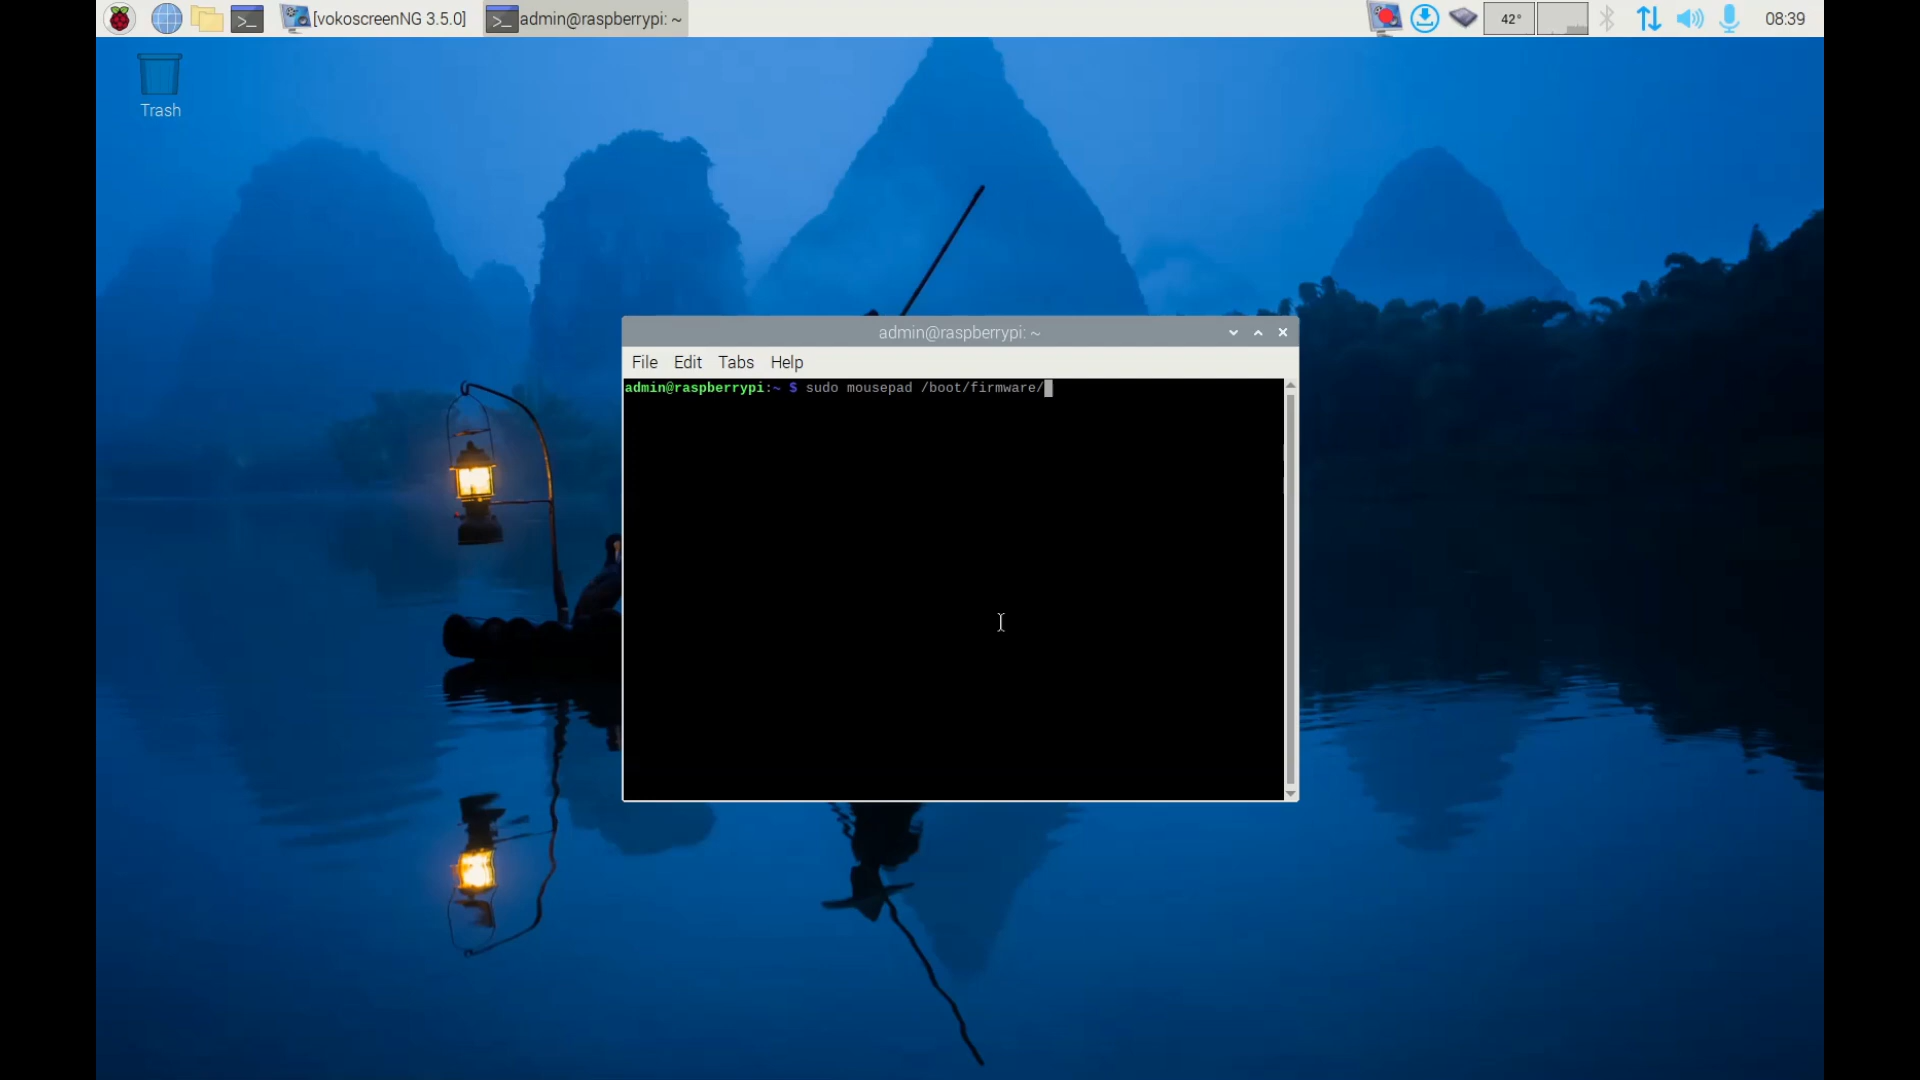 [vokoscreenNG 3.5.0]
admin@raspberrypi: ~
42°
08:39
Trash
admin@raspberrypi: ~
File Edit Tabs Help
admin@raspberrypi:~ $ sudo mousepad /boot/firmware/